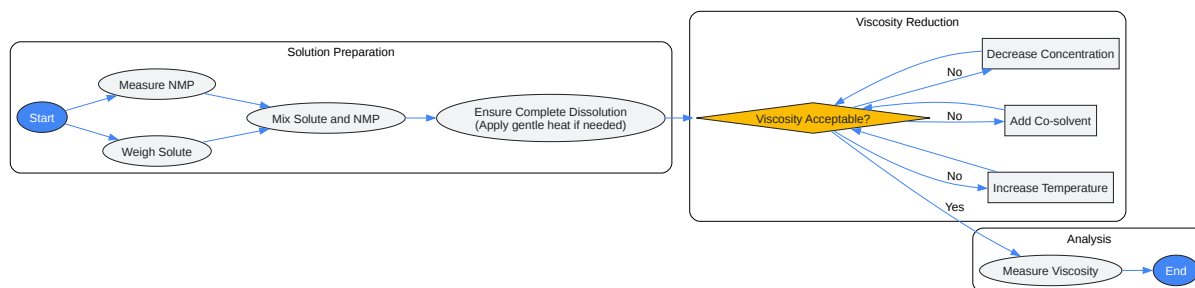 Solution Preparation
Start
Measure NMP
Weigh Solute
Mix Solute and NMP
Ensure Complete Dissolution
(Apply gentle heat if needed)
Viscosity Reduction
Viscosity Acceptable?
No
Decrease Concentration
No
Add Co-solvent
No
Increase Temperature
Yes
Analysis
Measure Viscosity
End